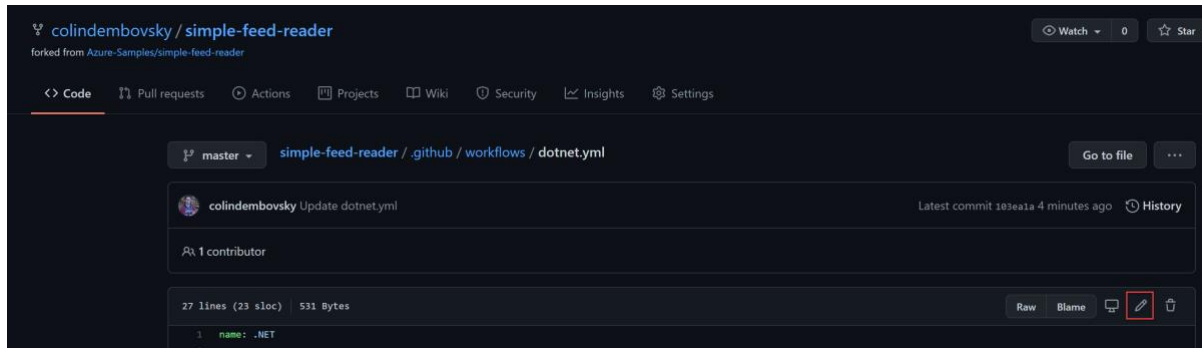 colindembovsky / simple-feed-reader
Watch 0 Star
forked from Azure-Samples/simple-feed-reader
<> Code Pull requests Actions Projects Wiki Security Insights Settings
master simple-feed-reader / .github / workflows / dotnet.yml Go to file ...
colindembovsky Update dotnet.yml Latest commit 103ea1a 4 minutes ago History
1 contributor
27 lines (23 sloc) 531 Bytes Raw Blame
1 name: .NET